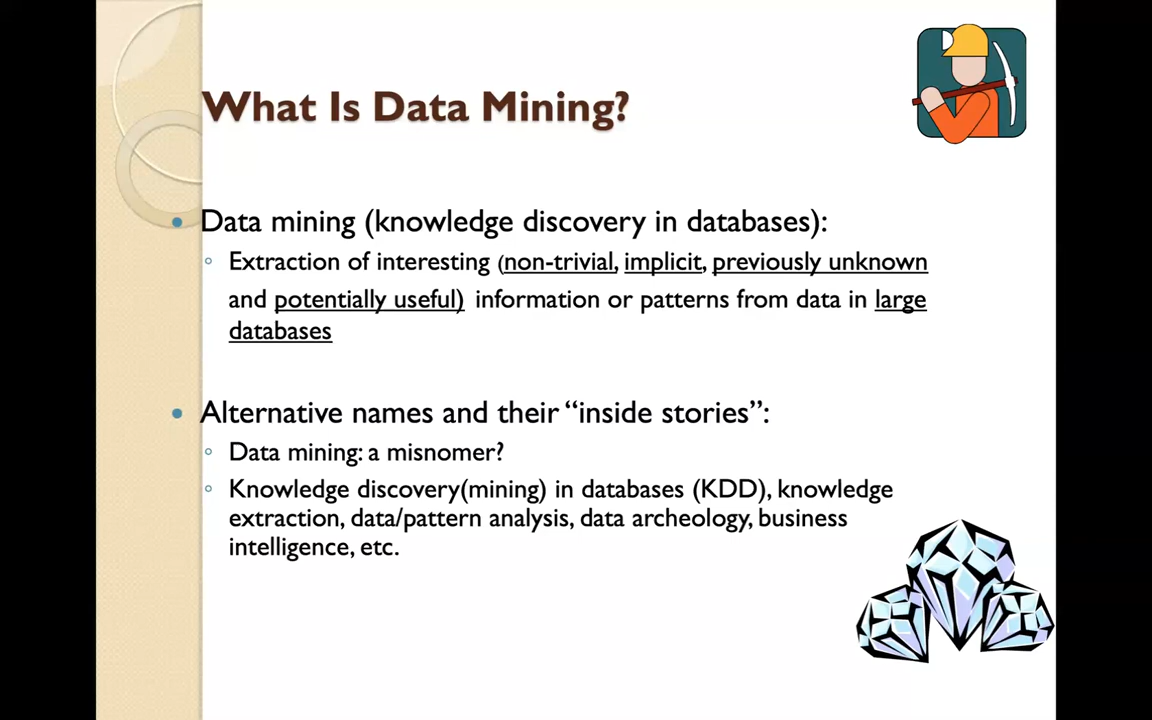 What Is Data Mining?
Data mining (knowledge discovery in databases):
Extraction of interesting (non-trivial, implicit, previously unknown
and potentially useful) information or patterns from data in large
databases
Alternative names and their “inside stories”:
Data mining: a misnomer?
Knowledge discovery(mining) in databases (KDD), knowledge
extraction, data/pattern analysis, data archeology, business
intelligence, etc.